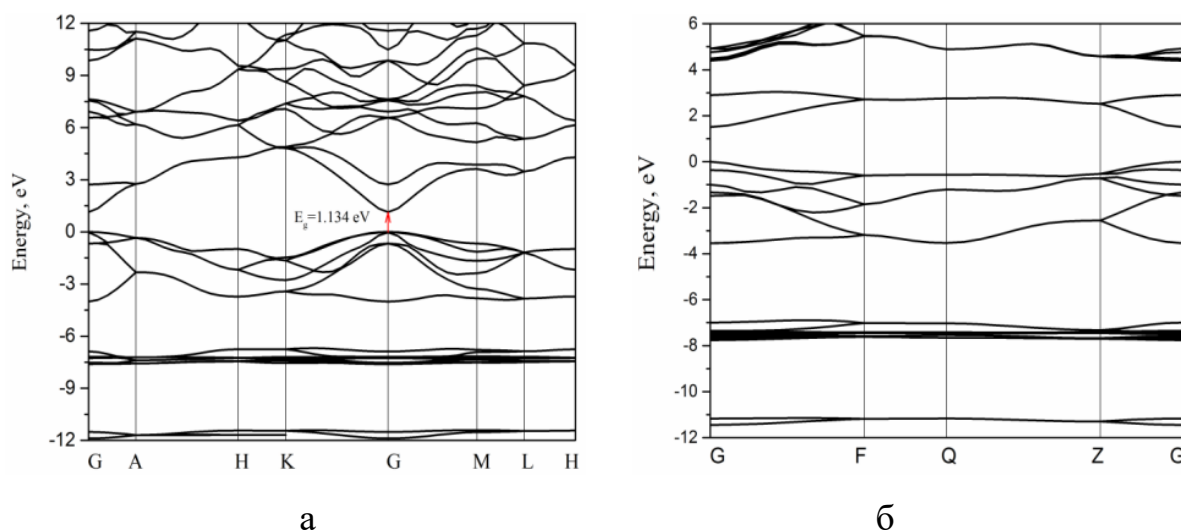 12
9
6
3
0
-3
-6
-9
-12
Energy, eV
E_g=1.134 eV
G A H K G M L H
а
6
4
2
0
-2
-4
-6
-8
-10
-12
Energy, eV
G F Q Z G
б